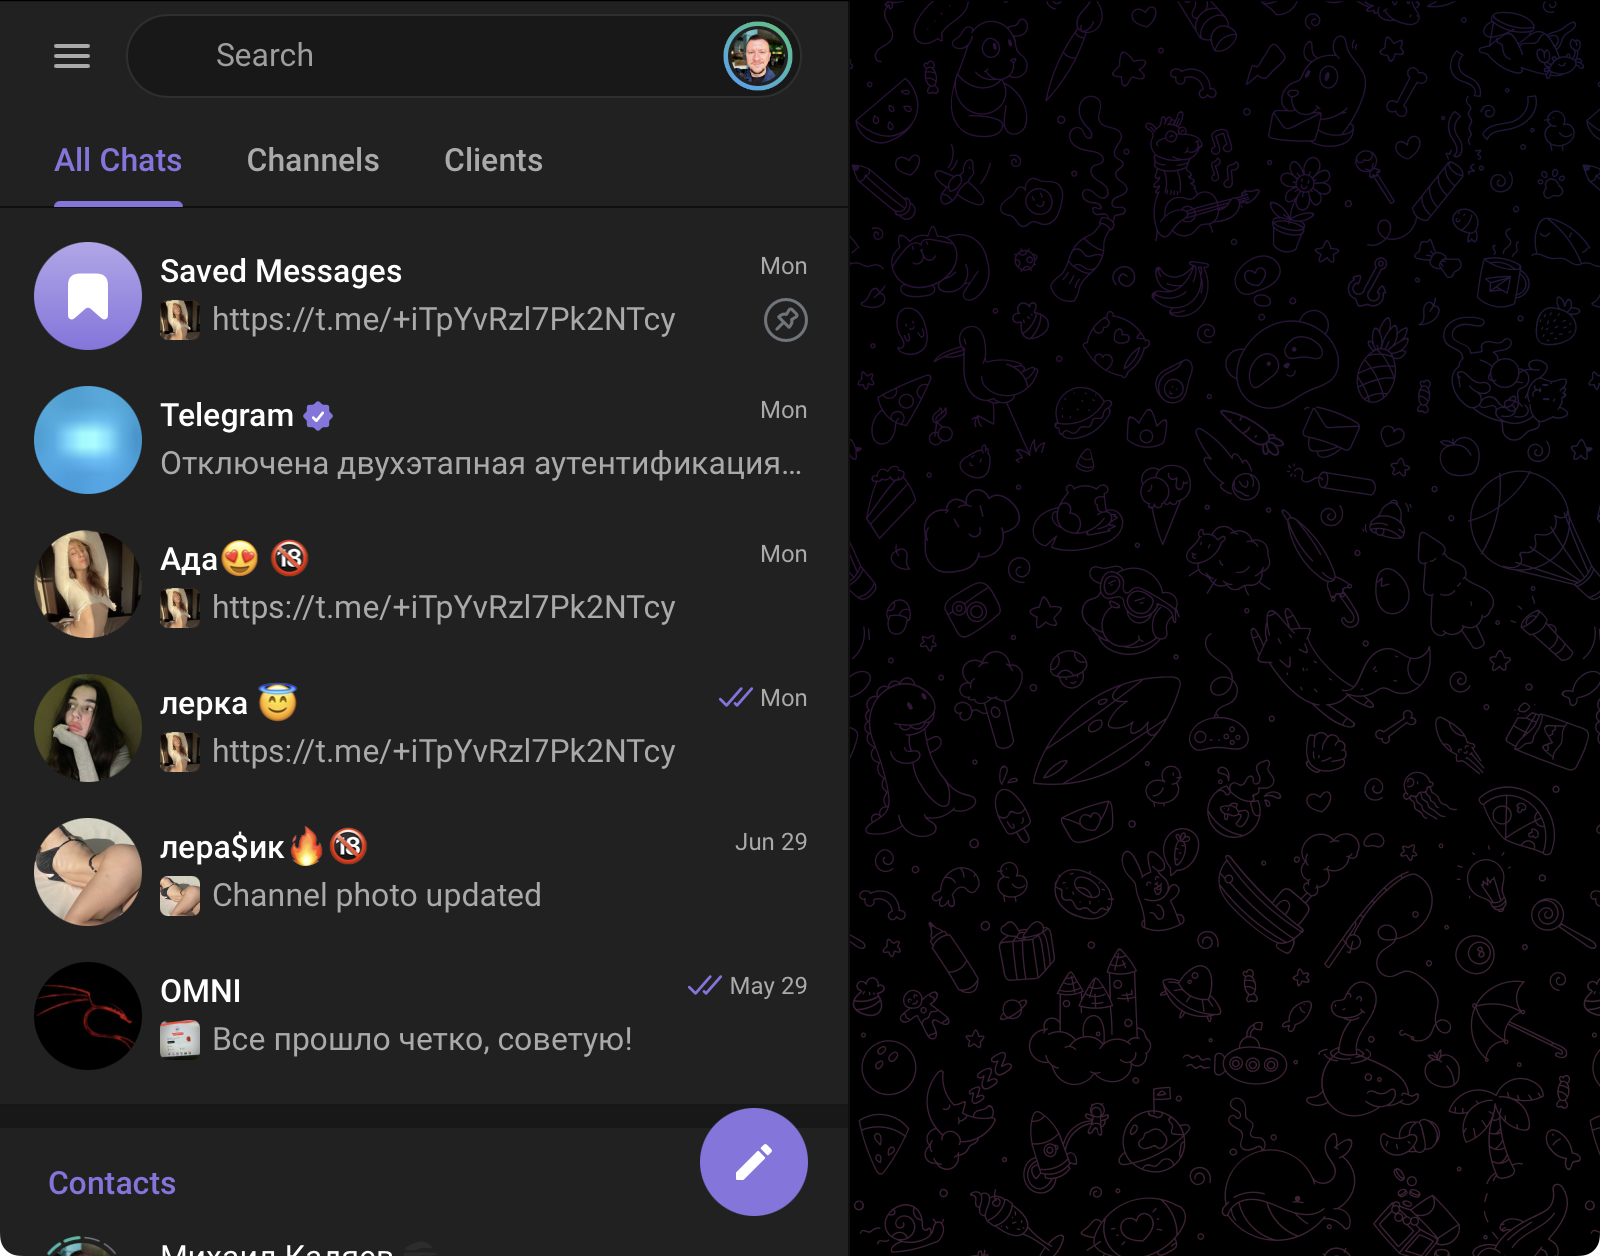 Search
All Chats Channels Clients
Saved Messages Mon
https://t.me/+iTpYvRzl7Pk2NTcy
Telegram Mon
Отключена двухэтапная аутентификация...
Ада😍 🔞 Mon
https://t.me/+iTpYvRzl7Pk2NTcy
лерка 😇 Mon
https://t.me/+iTpYvRzl7Pk2NTcy
лера$ик🔥🔞 Jun 29
Channel photo updated
OMNI May 29
Все прошло четко, советую!
Contacts
Михаил Каляев